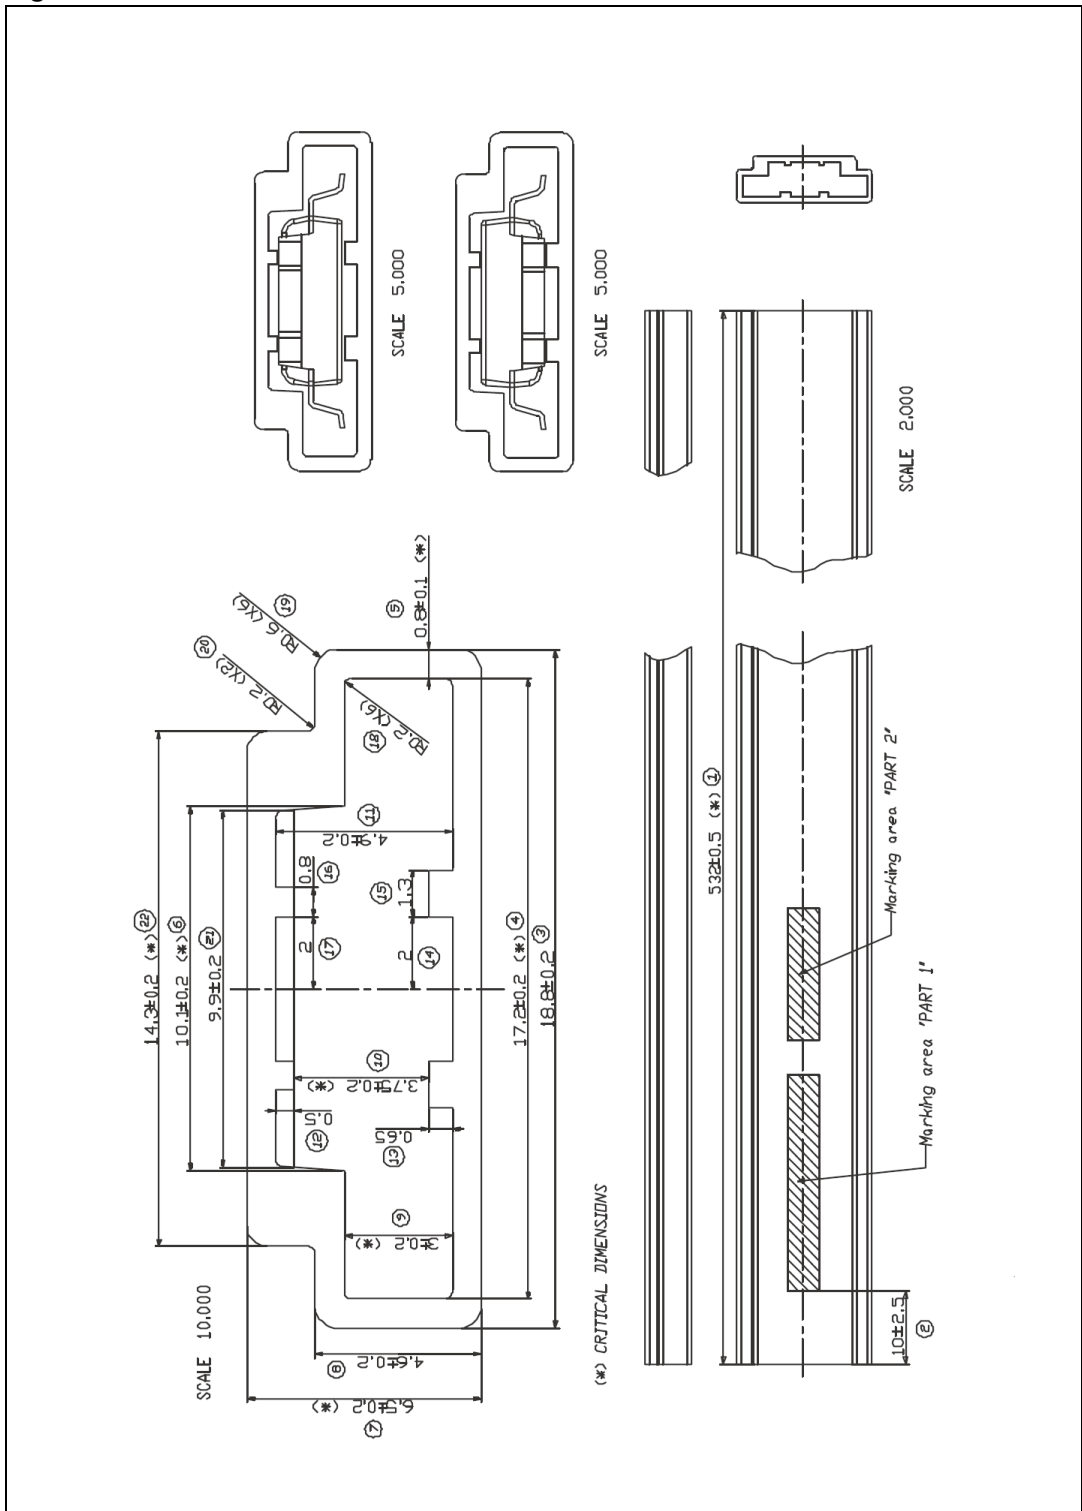 SCALE 5.000
SCALE 5.000
SCALE 2.000
SCALE 10.000
14.3±0.2 (*) 22
10.1±0.2 (*) 6
9.9±0.2 21
R0.2 (X2) 20
R0.6 (X6) 19
R0.2 (X6) 18
0.8±0.1 (*) 5
4.9±0.2 11
0.8 16
1.3 15
2 17
2 14
3.75±0.2 (*) 10
0.5 12
0.65 13
3±0.2 (*) 9
4.6±0.2 8
6.5±0.2 (*) 7
17.2±0.2 (*) 4
18.8±0.2 3
(*) CRITICAL DIMENSIONS
532±0.5 (*) 1
Marking area "PART 2"
Marking area "PART 1"
10±2.5 2